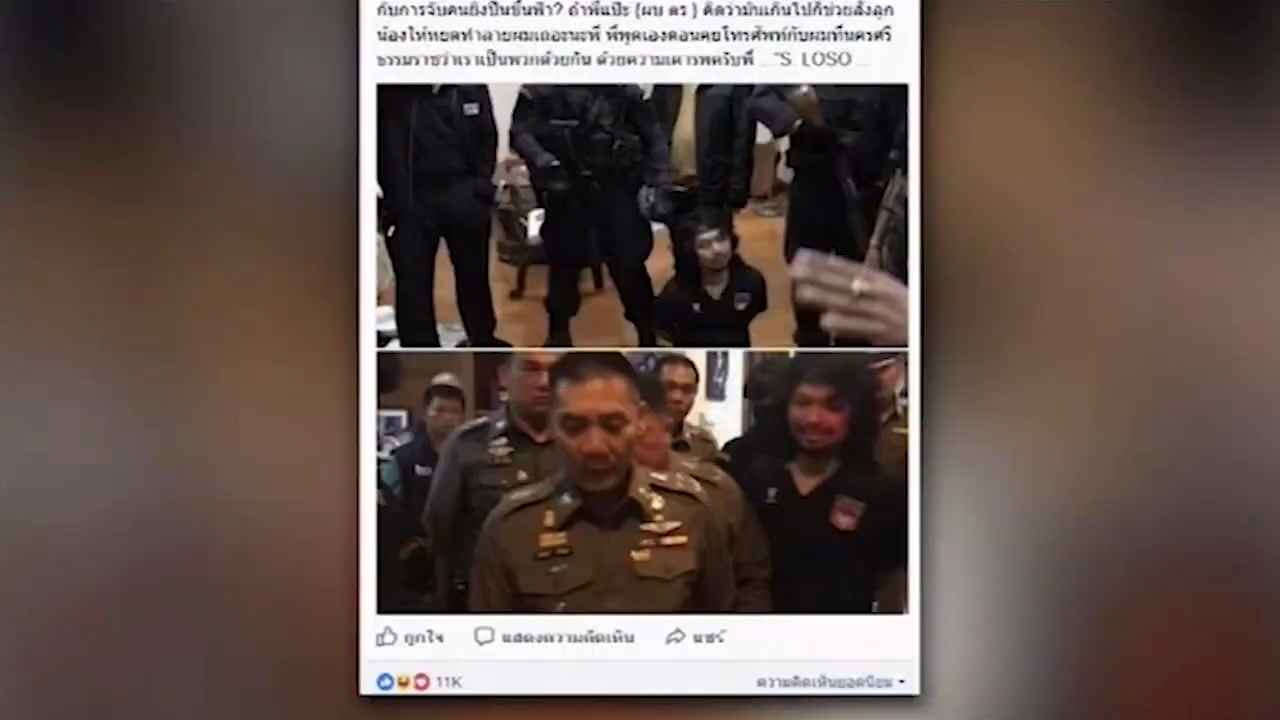 กับการจับคนยิงปืนขึ้นฟ้า? ถ้าพี่แป๊ะ (ผบ ตร ) คิดว่ามันเกินไปก็ช่วยสั่งลูก
น้องให้หยุดทำลายผมเถอะนะพี่ พี่พูดเองตอนคุยโทรศัพท์กับผมที่นครศรี
ธรรมราชว่าเราเป็นพวกด้วยกัน ด้วยความเคารพครับพี่ ..."S. LOSO ...
ถูกใจ แสดงความคิดเห็น แชร์
11K ความคิดเห็นยอดนิยม